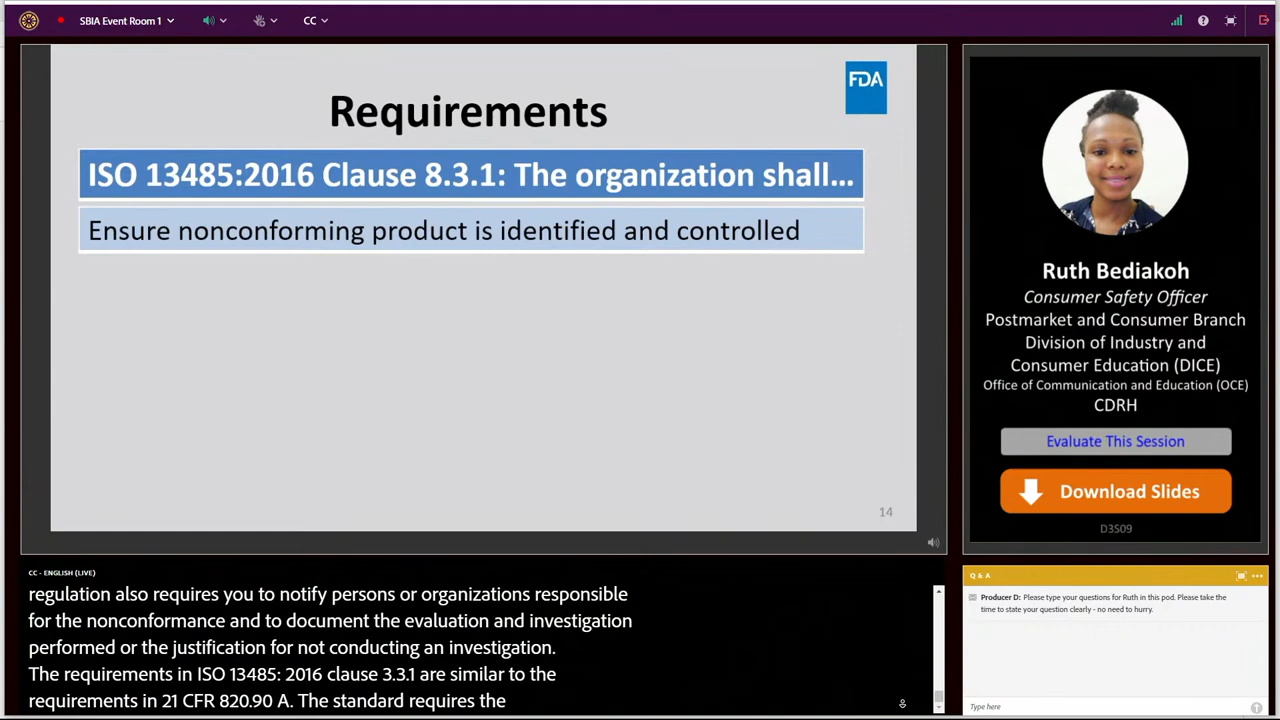 SBIA Event Room 1
CC
FDA
Requirements
ISO 13485:2016 Clause 8.3.1: The organization shall...
Ensure nonconforming product is identified and controlled
14
Ruth Bediakoh
Consumer Safety Officer
Postmarket and Consumer Branch
Division of Industry and
Consumer Education (DICE)
Office of Communication and Education (OCE)
CDRH
Evaluate This Session
Download Slides
D3S09
CC - ENGLISH (LIVE)
regulation also requires you to notify persons or organizations responsible
for the nonconformance and to document the evaluation and investigation
performed or the justification for not conducting an investigation.
The requirements in ISO 13485: 2016 clause 3.3.1 are similar to the
requirements in 21 CFR 820.90 A. The standard requires the
Q & A
Producer D: Please type your questions for Ruth in this pod. Please take the
time to state your question clearly - no need to hurry.
Type here